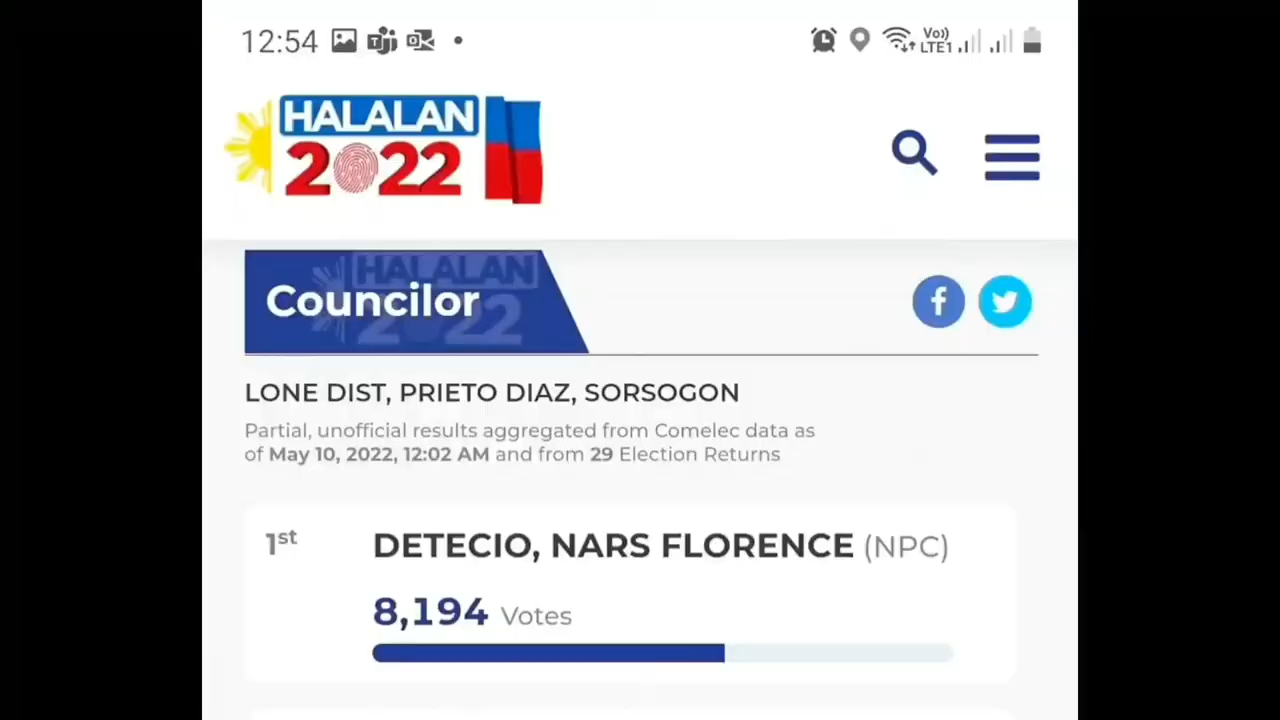 12:54
Vo))
LTE1
HALALAN
2022
HALALAN
2022
Councilor
LONE DIST, PRIETO DIAZ, SORSOGON
Partial, unofficial results aggregated from Comelec data as
of May 10, 2022, 12:02 AM and from 29 Election Returns
1st
DETECIO, NARS FLORENCE (NPC)
8,194 Votes